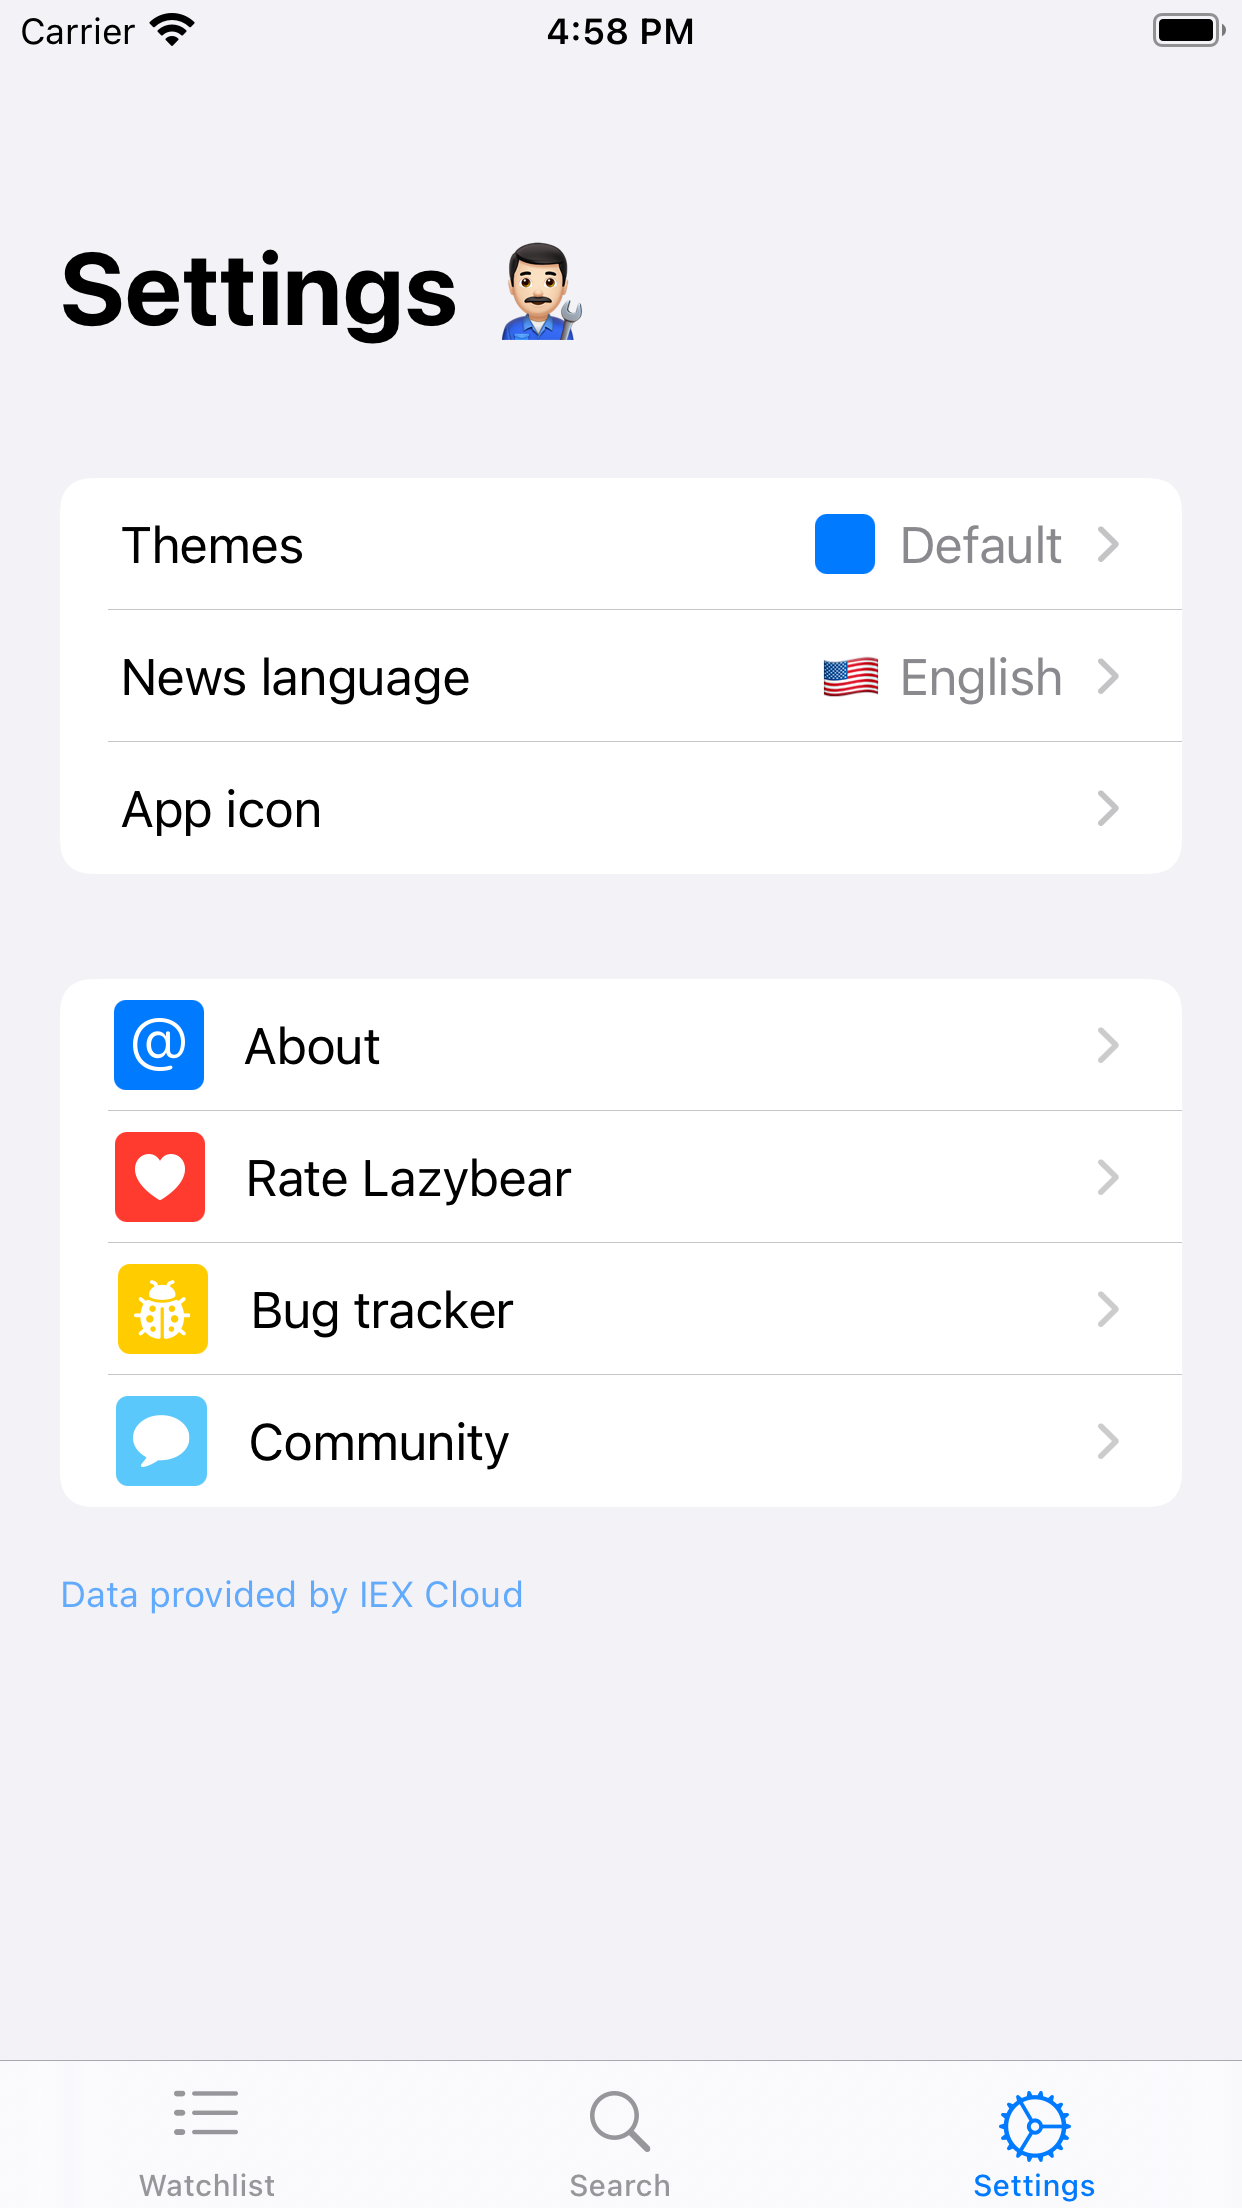 Carrier 4:58 PM
Settings
Themes Default
News language English
App icon
@ About
Rate Lazybear
Bug tracker
Community
Data provided by IEX Cloud
Watchlist Search Settings